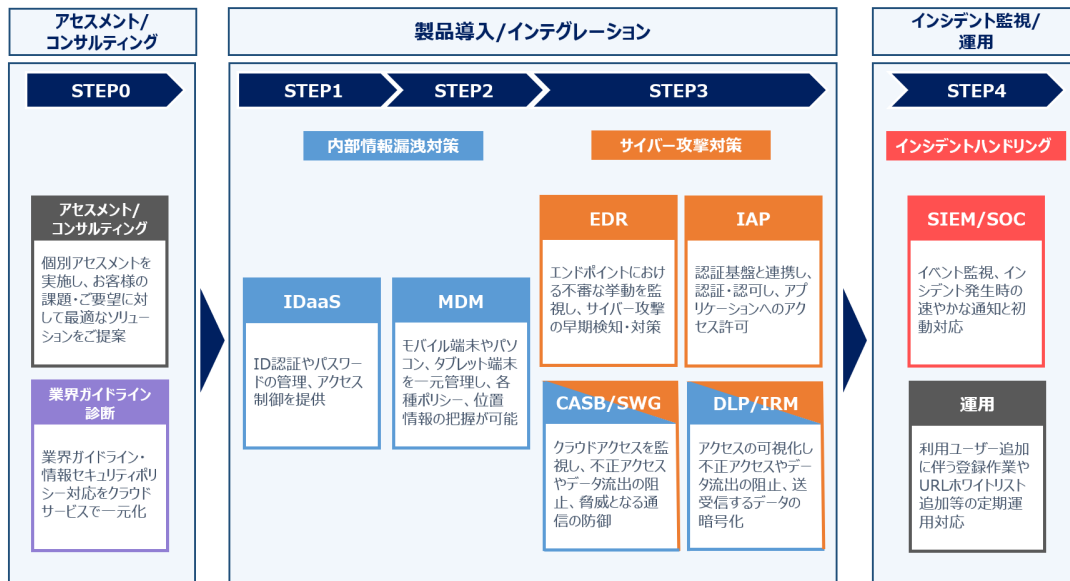 アセスメント/
コンサルティング
製品導入/インテグレーション
インシデント監視/
運用
STEP0
STEP1
STEP2
STEP3
STEP4
内部情報漏洩対策
サイバー攻撃対策
インシデントハンドリング
アセスメント/
コンサルティング
個別アセスメントを
実施し、お客様の
課題・ご要望に対
して最適なソリュー
ションをご提案
業界ガイドライン
診断
業界ガイドライン・
情報セキュリティポリ
シー対応をクラウド
サービスで一元化
IDaaS
ID認証やパスワー
ドの管理、アクセス
制御を提供
MDM
モバイル端末やパソ
コン、タブレット端末
を一元管理し、各
種ポリシー、位置
情報の把握が可能
EDR
エンドポイントにおけ
る不審な挙動を監
視し、サイバー攻撃
の早期検知・対策
IAP
認証基盤と連携し、
認証・認可し、アプ
リケーションへのアク
セス許可
CASB/SWG
クラウドアクセスを監
視し、不正アクセス
やデータ流出の阻
止、脅威となる通
信の防御
DLP/IRM
アクセスの可視化し
不正アクセスやデー
タ流出の阻止、送
受信するデータの
暗号化
SIEM/SOC
イベント監視、イン
シデント発生時の
速やかな通知と初
動対応
運用
利用ユーザー追加
に伴う登録作業や
URLホワイトリスト
追加等の定期運
用対応